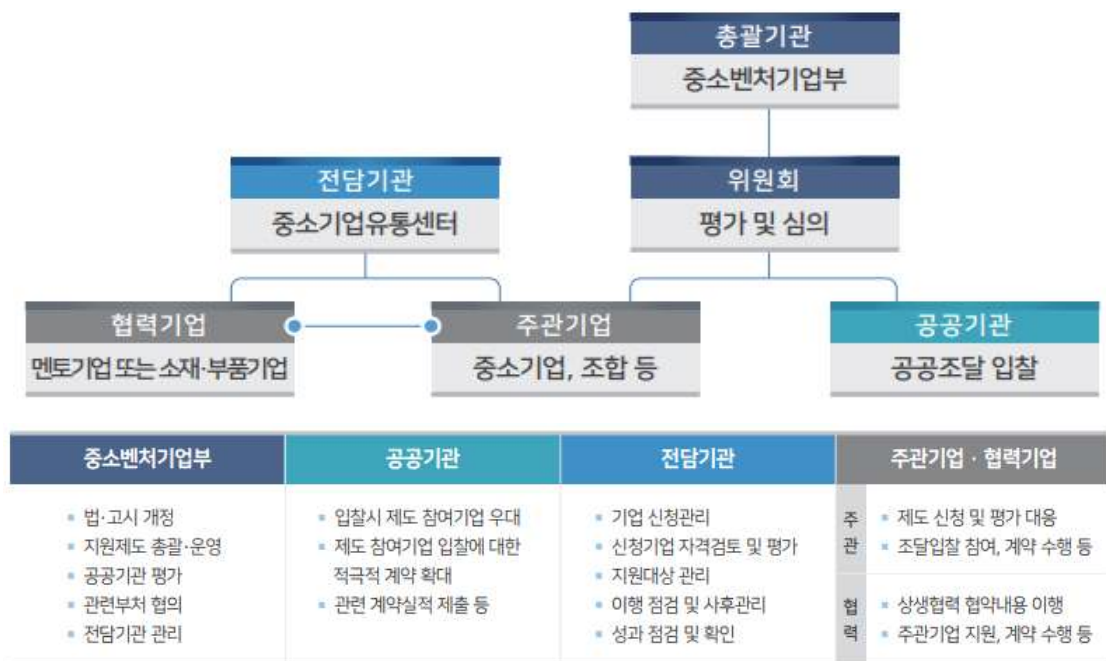 총괄기관
중소벤처기업부
전담기관
중소기업유통센터
위원회
평가 및 심의
협력기업
멘토기업 또는 소재·부품기업
주관기업
중소기업, 조합 등
공공기관
공공조달 입찰
중소벤처기업부
법·고시 개정
지원제도 총괄·운영
공공기관 평가
관련부처 협의
전담기관 관리
공공기관
입찰시 제도 참여기업 우대
제도 참여기업 입찰에 대한
적극적 계약 확대
관련 계약실적 제출 등
전담기관
기업 신청관리
신청기업 자격검토 및 평가
지원대상 관리
이행 점검 및 사후관리
성과 점검 및 확인
주관기업 · 협력기업
주관
제도 신청 및 평가 대응
조달입찰 참여, 계약 수행 등
협력
상생협력 협약내용 이행
주관기업 지원, 계약 수행 등